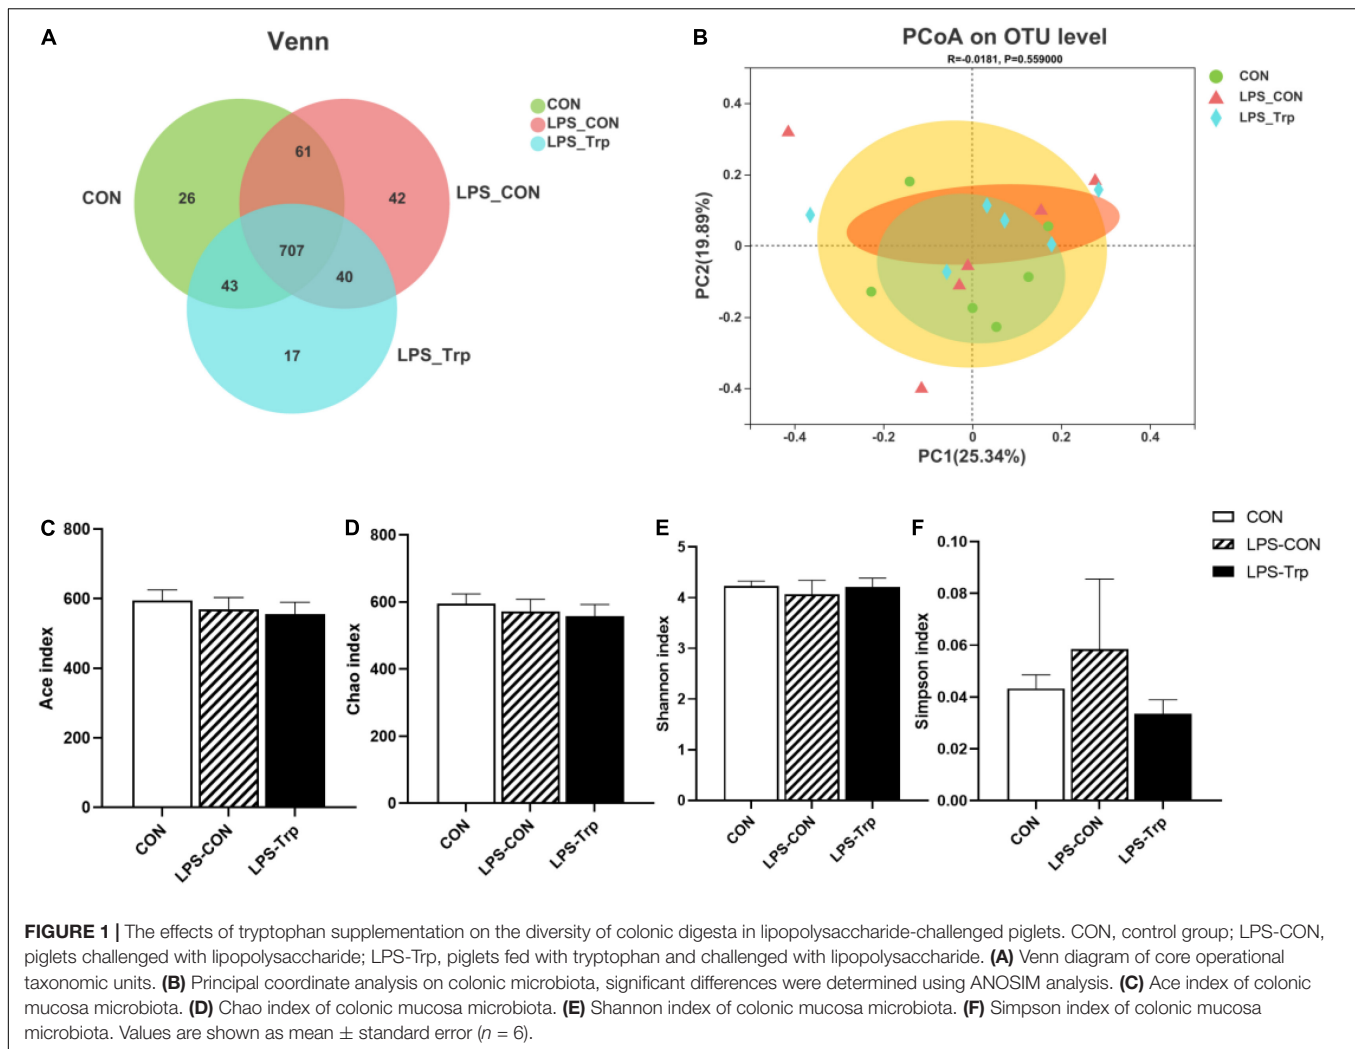 A
Venn
CON
LPS_CON
LPS_Trp
CON
LPS_CON
LPS_Trp
61
26
42
707
43
40
17
B
PCoA on OTU level
R=-0.0181, P=0.559000
CON
LPS_CON
LPS_Trp
PC2(19.89%)
0.4
0.2
0
-0.2
-0.4
-0.4
-0.2
0
0.2
0.4
PC1(25.34%)
C
Ace index
800
600
400
200
0
CON
LPS-CON
LPS-Trp
D
Chao index
800
600
400
200
0
CON
LPS-CON
LPS-Trp
E
Shannon index
5
4
3
2
1
0
CON
LPS-CON
LPS-Trp
F
Simpson index
0.10
0.08
0.06
0.04
0.02
0.00
CON
LPS-CON
LPS-Trp
CON
LPS-CON
LPS-Trp
FIGURE 1 | The effects of tryptophan supplementation on the diversity of colonic digesta in lipopolysaccharide-challenged piglets. CON, control group; LPS-CON,
piglets challenged with lipopolysaccharide; LPS-Trp, piglets fed with tryptophan and challenged with lipopolysaccharide. (A) Venn diagram of core operational
taxonomic units. (B) Principal coordinate analysis on colonic microbiota, significant differences were determined using ANOSIM analysis. (C) Ace index of colonic
mucosa microbiota. (D) Chao index of colonic mucosa microbiota. (E) Shannon index of colonic mucosa microbiota. (F) Simpson index of colonic mucosa
microbiota. Values are shown as mean ± standard error (n = 6).